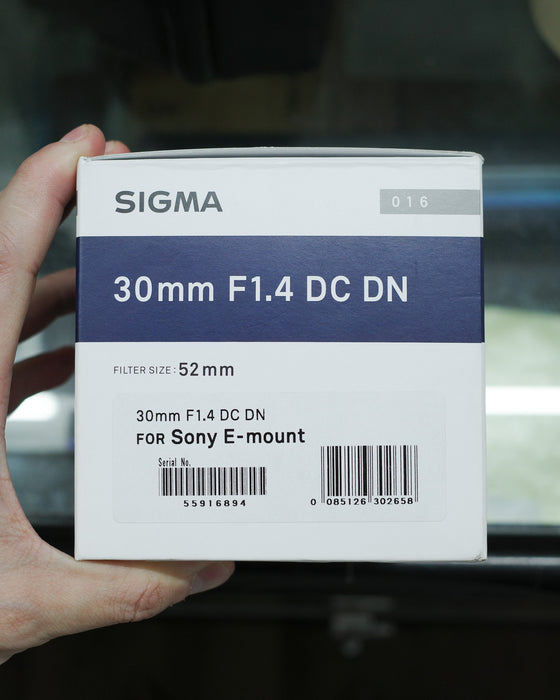 SIGMA
016
30mm F1.4 DC DN
FILTER SIZE : 52mm
30mm F1.4 DC DN
FOR Sony E-mount
Serial No.
55916894
0 085126 302658